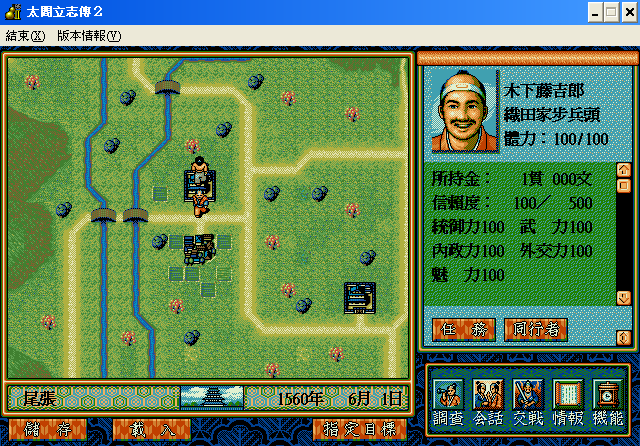 太閤立志傳2
結束(X) 版本情報(V)
木下藤吉郎
織田家步兵頭
體力：100/100
所持金： 1貫 000文
信賴度： 100／ 500
統御力100 武 力100
內政力100 外交力100
魅 力100
任 務 同行者
尾張 1560年 6月 1日
調查 会話 交戰 情報 機能
儲 存 載 入 指定目標